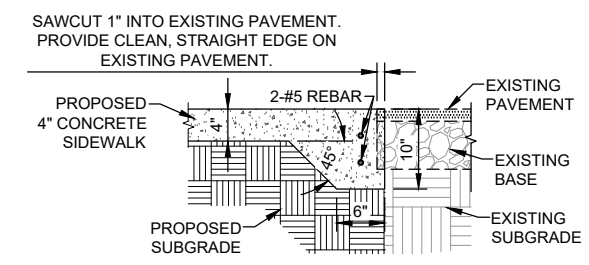 SAWCUT 1" INTO EXISTING PAVEMENT.
PROVIDE CLEAN, STRAIGHT EDGE ON
EXISTING PAVEMENT.
2-#5 REBAR
EXISTING
PAVEMENT
PROPOSED
4" CONCRETE
SIDEWALK
4"
45°
10"
EXISTING
BASE
6"
PROPOSED
SUBGRADE
EXISTING
SUBGRADE